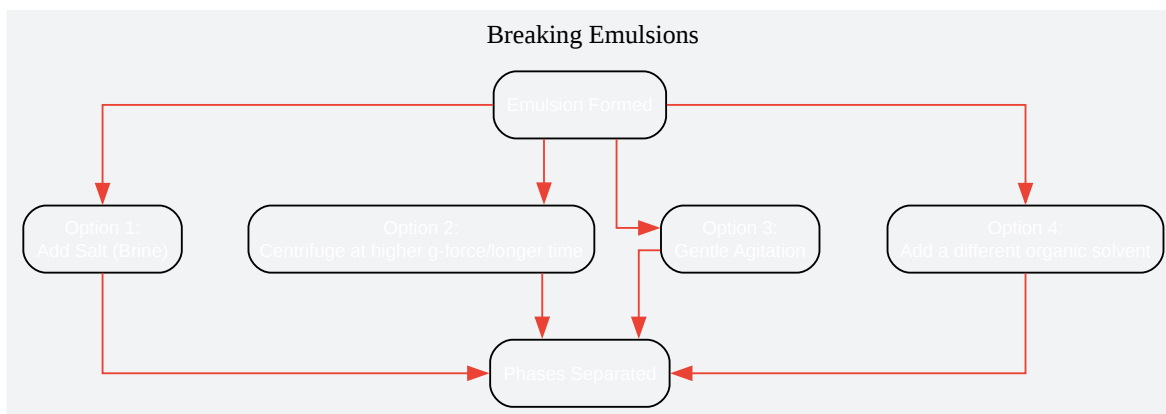 Breaking Emulsions
Emulsion Formed
Option 1:
Add Salt (Brine)
Option 2:
Centrifuge at higher g-force/longer time
Option 3:
Gentle Agitation
Option 4:
Add a different organic solvent
Phases Separated